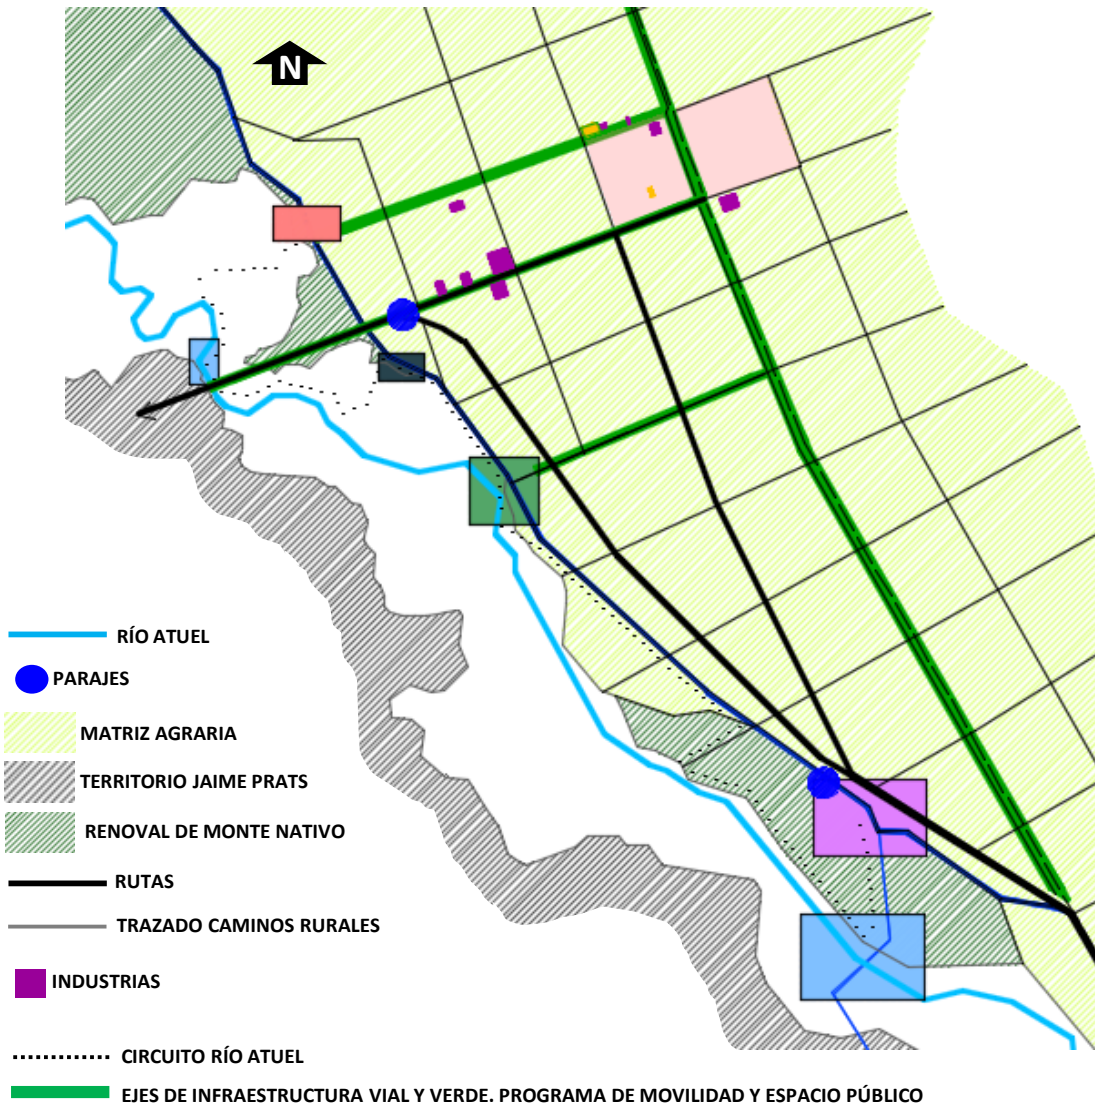 N
RÍO ATUEL
PARAJES
MATRIZ AGRARIA
TERRITORIO JAIME PRATS
RENOVAL DE MONTE NATIVO
RUTAS
TRAZADO CAMINOS RURALES
INDUSTRIAS
CIRCUITO RÍO ATUEL
EJES DE INFRAESTRUCTURA VIAL Y VERDE. PROGRAMA DE MOVILIDAD Y ESPACIO PÚBLICO